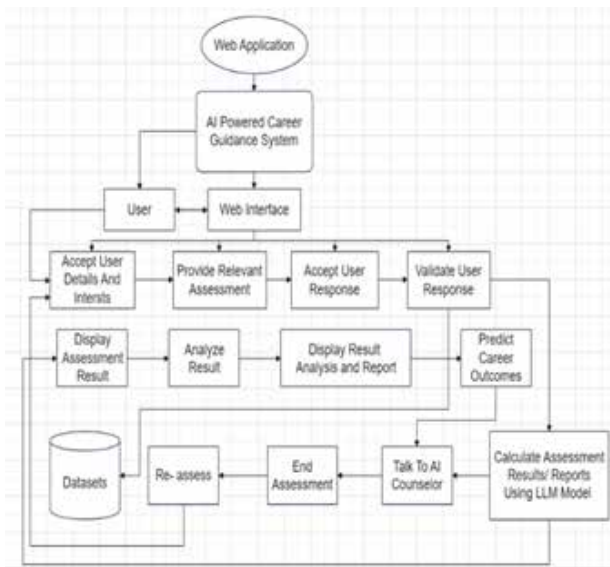 Web Application
AI Powered Career
Guidance System
User
Web Interface
Accept User
Details And
Intersts
Provide Relevant
Assessment
Accept User
Response
Validate User
Response
Display
Assessment
Result
Analyze
Result
Display Result
Analysis and Report
Predict
Career
Outcomes
Datasets
Re- assess
End
Assessment
Talk To AI
Counselor
Calculate Assessment
Results/ Reports
Using LLM Model